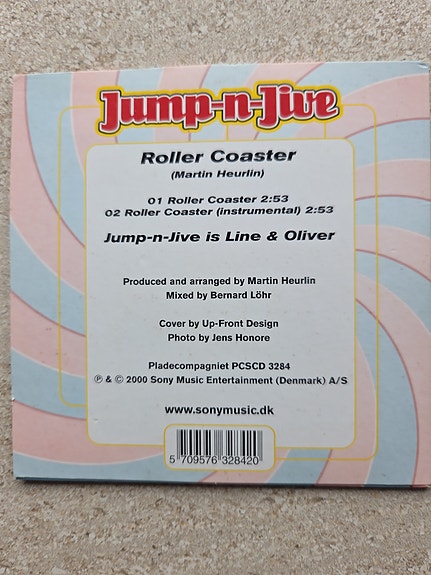 Jump-n-Jive
Roller Coaster
(Martin Heurlin)
01 Roller Coaster 2:53
02 Roller Coaster (instrumental) 2:53
Jump-n-Jive is Line & Oliver
Produced and arranged by Martin Heurlin
Mixed by Bernard Löhr
Cover by Up-Front Design
Photo by Jens Honore
Pladecompagniet PCSCD 3284
℗ & © 2000 Sony Music Entertainment (Denmark) A/S
www.sonymusic.dk
5 709576 328420